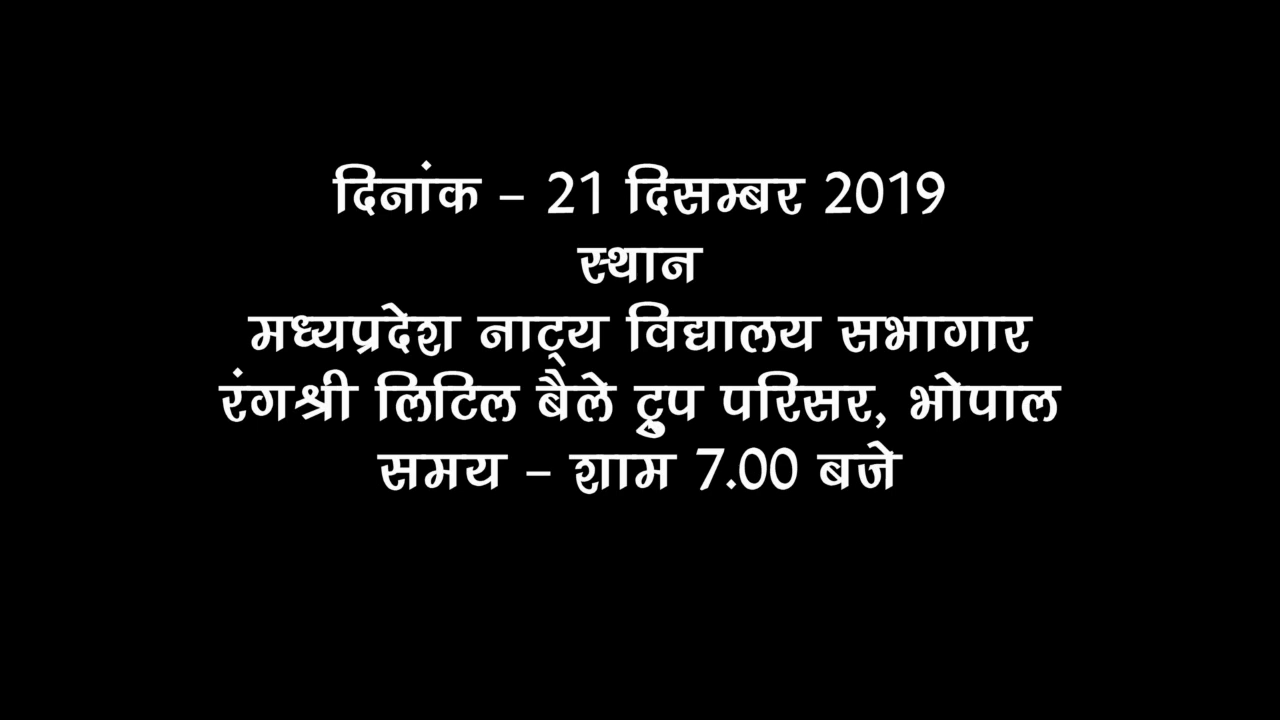 दिनांक – 21 दिसम्बर 2019
स्थान
मध्यप्रदेश नाट्य विद्यालय सभागार
रंगश्री लिटिल बैले ट्रुप परिसर, भोपाल
समय – शाम 7.00 बजे